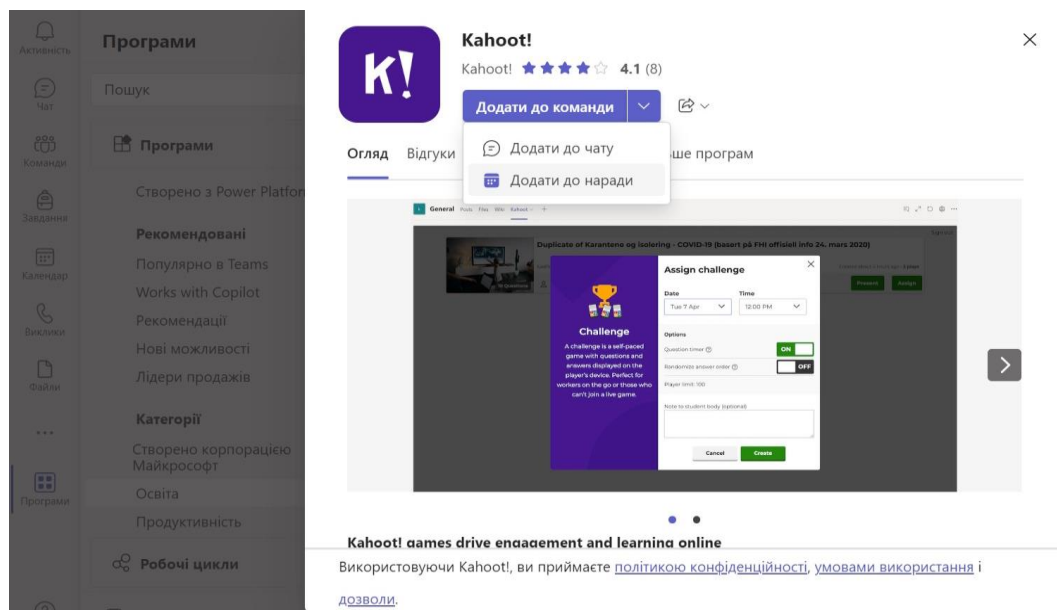 Активність
Чат
Команди
Завдання
Календар
Виклики
Файли
Програми
Програми
Пошук
Програми
Створено з Power Platfor
Рекомендовані
Популярно в Teams
Works with Copilot
Рекомендації
Нові можливості
Лідери продажів
Категорії
Створено корпорацією
Майкрософт
Освіта
Продуктивність
Робочі цикли
K!
Kahoot!
Kahoot! 4.1 (8)
Додати до команди
Додати до чату
Додати до наради
Огляд Відгуки ше програм
General Posts Files Wiki Kahoot +
Duplicate of Karantene og isolering - COVID-19 (basert på FHI offisiell info 24. mars 2020)
Present Assign
Challenge
A challenge is a self-paced
game with questions and
answers displayed on the
player's device. Perfect for
workers on the go or those who
can't join a live game.
Assign challenge
Date Time
Tue 7 Apr 12:00 PM
Options
Question timer ON
Randomize answer order OFF
Player limit: 100
Note to student body (optional)
Cancel Create
Kahoot! games drive engagement and learning online
Використовуючи Kahoot!, ви приймаєте політикою конфіденційності, умовами використання і
дозволи.